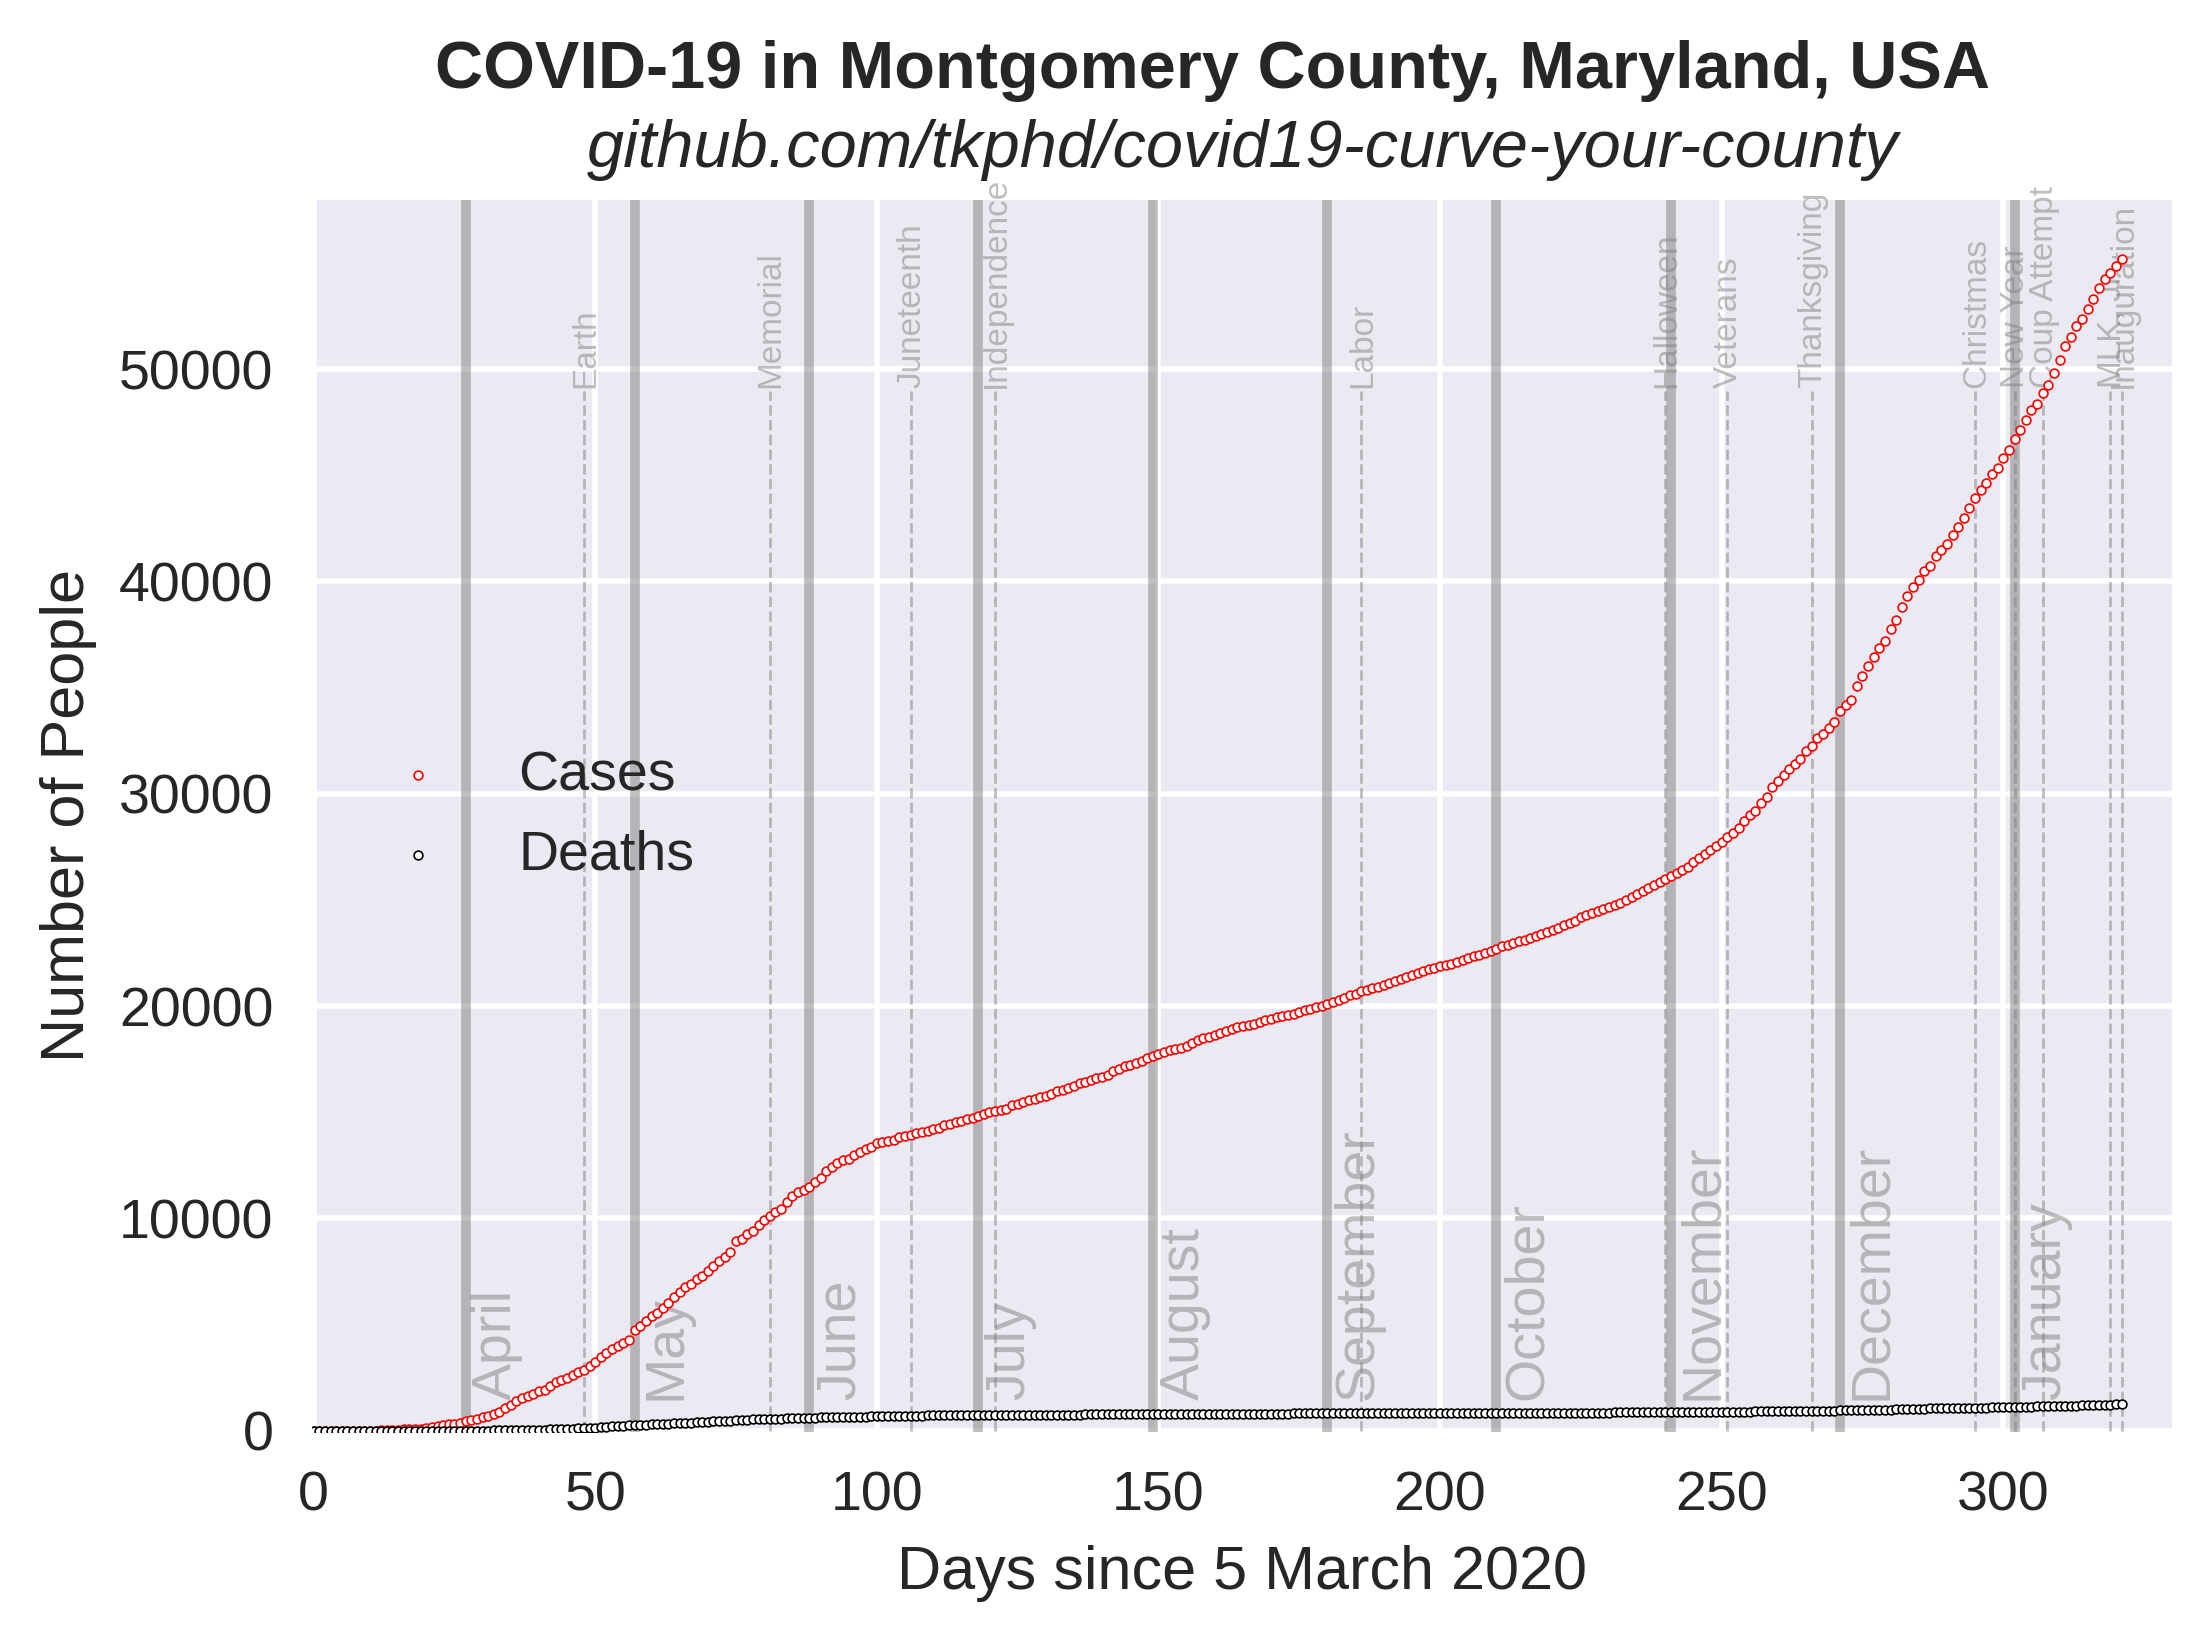 COVID-19 in Montgomery County, Maryland, USA
github.com/tkphd/covid19-curve-your-county
Earth
Memorial
Juneteenth
Independence
Labor
Halloween
Veterans
Thanksgiving
Christmas
New Year
Coup Attempt
MLK, Jr.
Inauguration
Number of People
50000
40000
30000
20000
10000
0
Cases
Deaths
April
May
June
July
August
September
October
November
December
January
0 50 100 150 200 250 300
Days since 5 March 2020